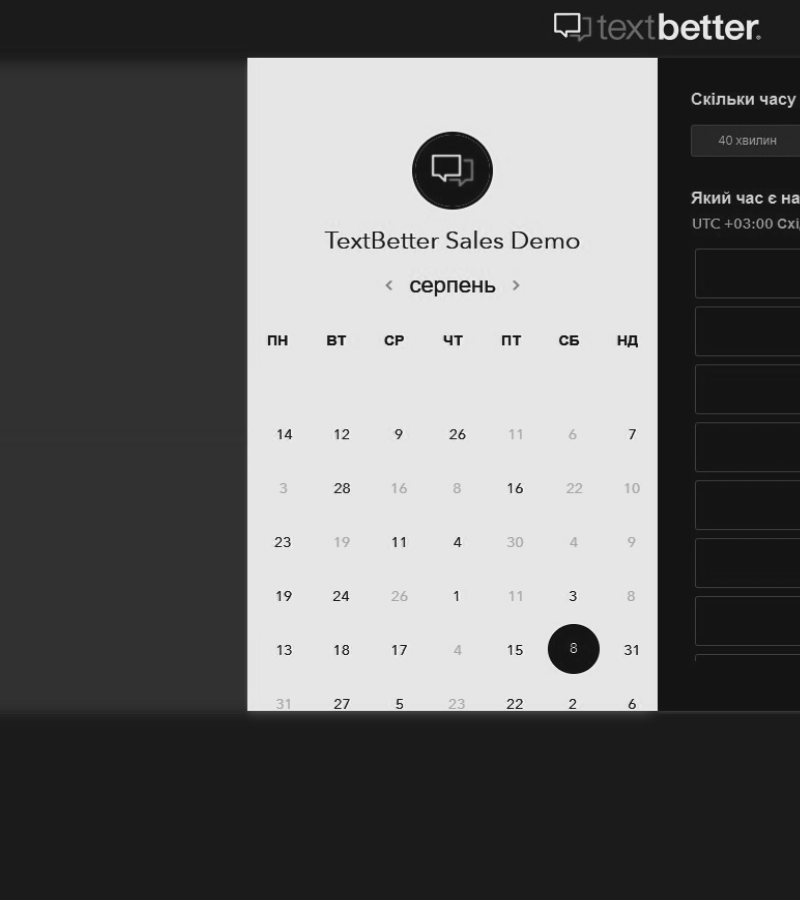 textbetter.
TextBetter Sales Demo
серпень
ПН ВТ СР ЧТ ПТ СБ НД
14 12 9 26 11 6 7
3 28 16 8 16 22 10
23 19 11 4 30 4 9
19 24 26 1 11 3 8
13 18 17 4 15 8 31
31 27 5 23 22 2 6
Скільки часу
40 хвилин
Який час є на
UTC +03:00 Схі